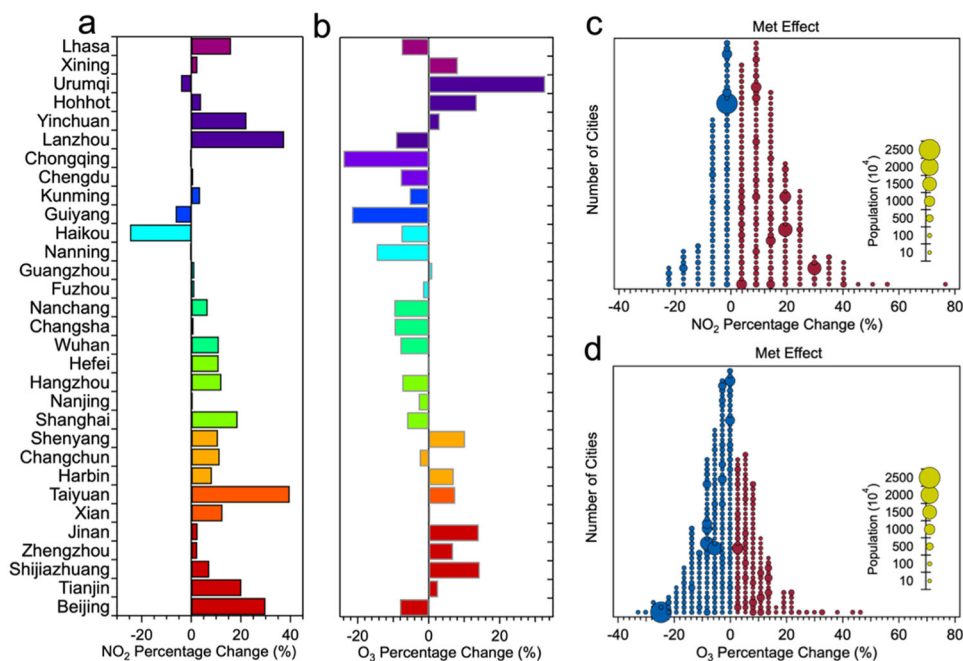 a
b
c
d
Lhasa
Xining
Urumqi
Hohhot
Yinchuan
Lanzhou
Chongqing
Chengdu
Kunming
Guiyang
Haikou
Nanning
Guangzhou
Fuzhou
Nanchang
Changsha
Wuhan
Hefei
Hangzhou
Nanjing
Shanghai
Shenyang
Changchun
Harbin
Taiyuan
Xian
Jinan
Zhengzhou
Shijiazhuang
Tianjin
Beijing
-20 0 20 40
NO₂ Percentage Change (%)
-20 0 20
O₃ Percentage Change (%)
Met Effect
Number of Cities
Population (10⁴)
2500
2000
1500
1000
500
100
10
-40 -20 0 20 40 60 80
NO₂ Percentage Change (%)
Met Effect
Number of Cities
Population (10⁴)
2500
2000
1500
1000
500
100
10
-40 -20 0 20 40 60 80
O₃ Percentage Change (%)